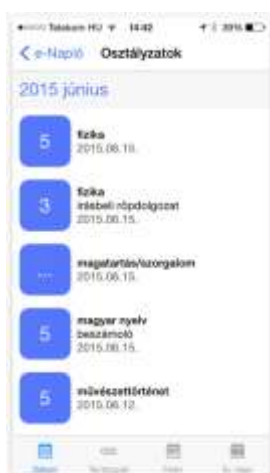 Telekom HU 14:42 39%
e-Napló Osztályzatok
2015 június
5
fizika
2015.06.19.
3
fizika
írásbeli röpdolgozat
2015.06.15.
...
magatartás/szorgalom
2015.06.15.
5
magyar nyelv
beszámoló
2015.06.15.
5
művészettörténet
2015.06.12.